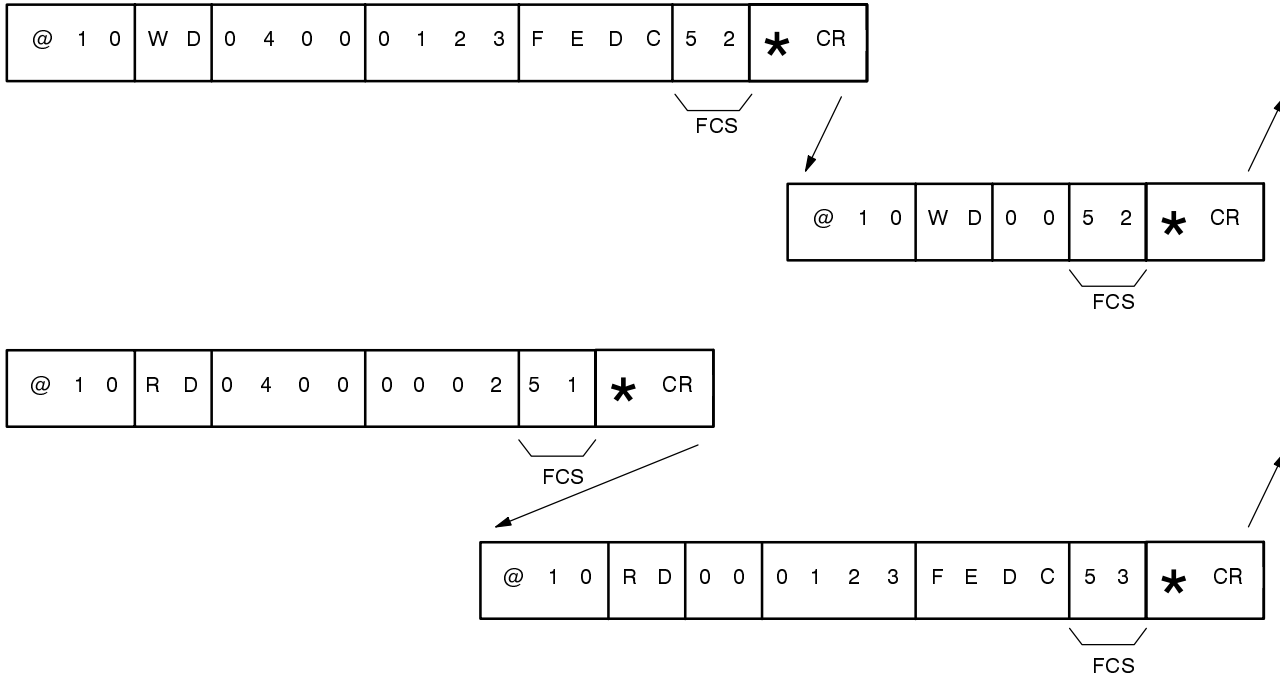 @ 1 0 W D 0 4 0 0 0 1 2 3 F E D C 5 2 * CR
FCS
@ 1 0 W D 0 0 5 2 * CR
FCS
@ 1 0 R D 0 4 0 0 0 0 0 2 5 1 * CR
FCS
@ 1 0 R D 0 0 0 1 2 3 F E D C 5 3 * CR
FCS